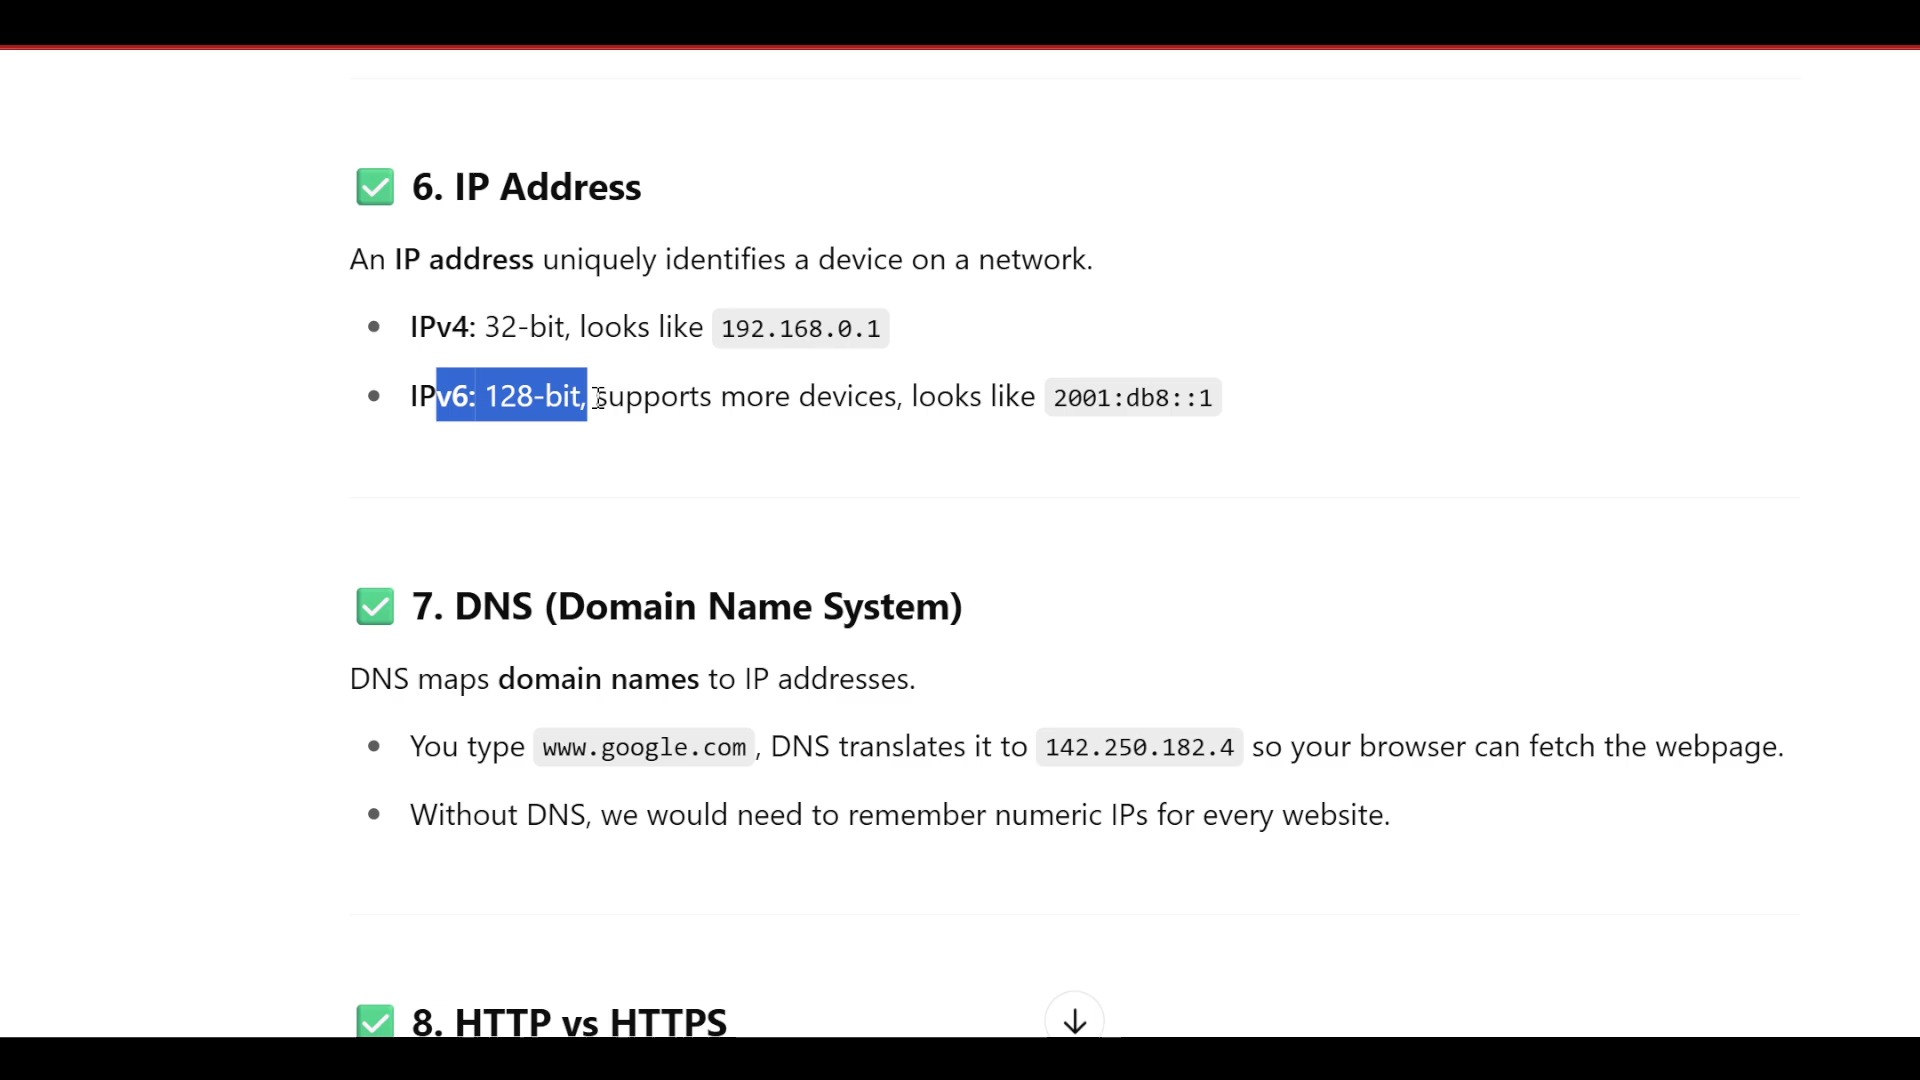 ✅ 6. IP Address
An IP address uniquely identifies a device on a network.
• IPv4: 32-bit, looks like 192.168.0.1
• IPv6: 128-bit, supports more devices, looks like 2001:db8::1
✅ 7. DNS (Domain Name System)
DNS maps domain names to IP addresses.
• You type www.google.com, DNS translates it to 142.250.182.4 so your browser can fetch the webpage.
• Without DNS, we would need to remember numeric IPs for every website.
✅ 8. HTTP vs HTTPS